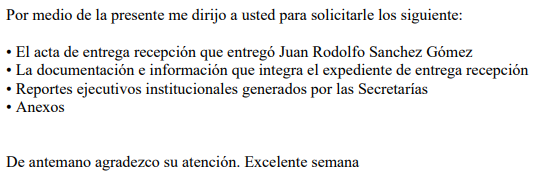 Por medio de la presente me dirijo a usted para solicitarle los siguiente:
• El acta de entrega recepción que entregó Juan Rodolfo Sanchez Gómez
• La documentación e información que integra el expediente de entrega recepción
• Reportes ejecutivos institucionales generados por las Secretarías
• Anexos
De antemano agradezco su atención. Excelente semana